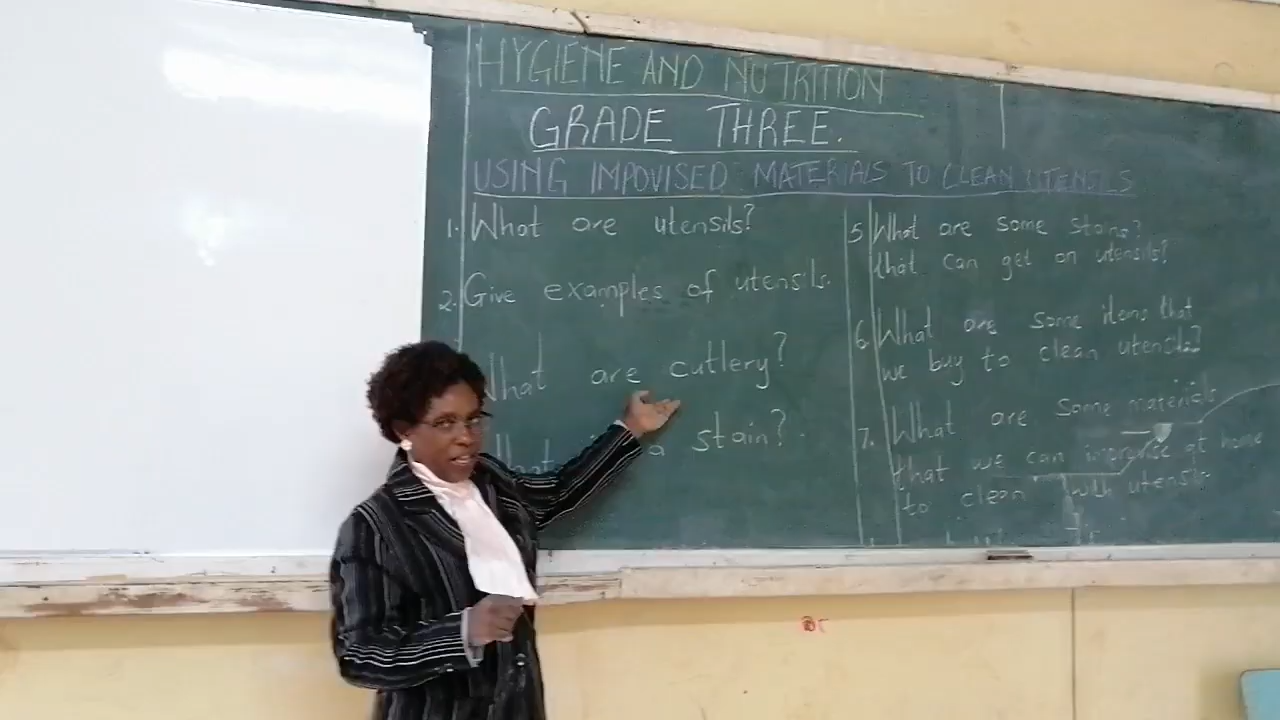 HYGIENE AND NUTRITION
GRADE THREE.
USING IMPOVISED MATERIALS TO CLEAN UTENSILS
1. What are utensils?
2. Give examples of utensils.
What are cutlery?
What a stain?
5 What are some stains?
that can get on utensils?
6. What are some items that
we buy to clean utensils?
7. What are some materials
that we can improvise at home
to clean with utensils